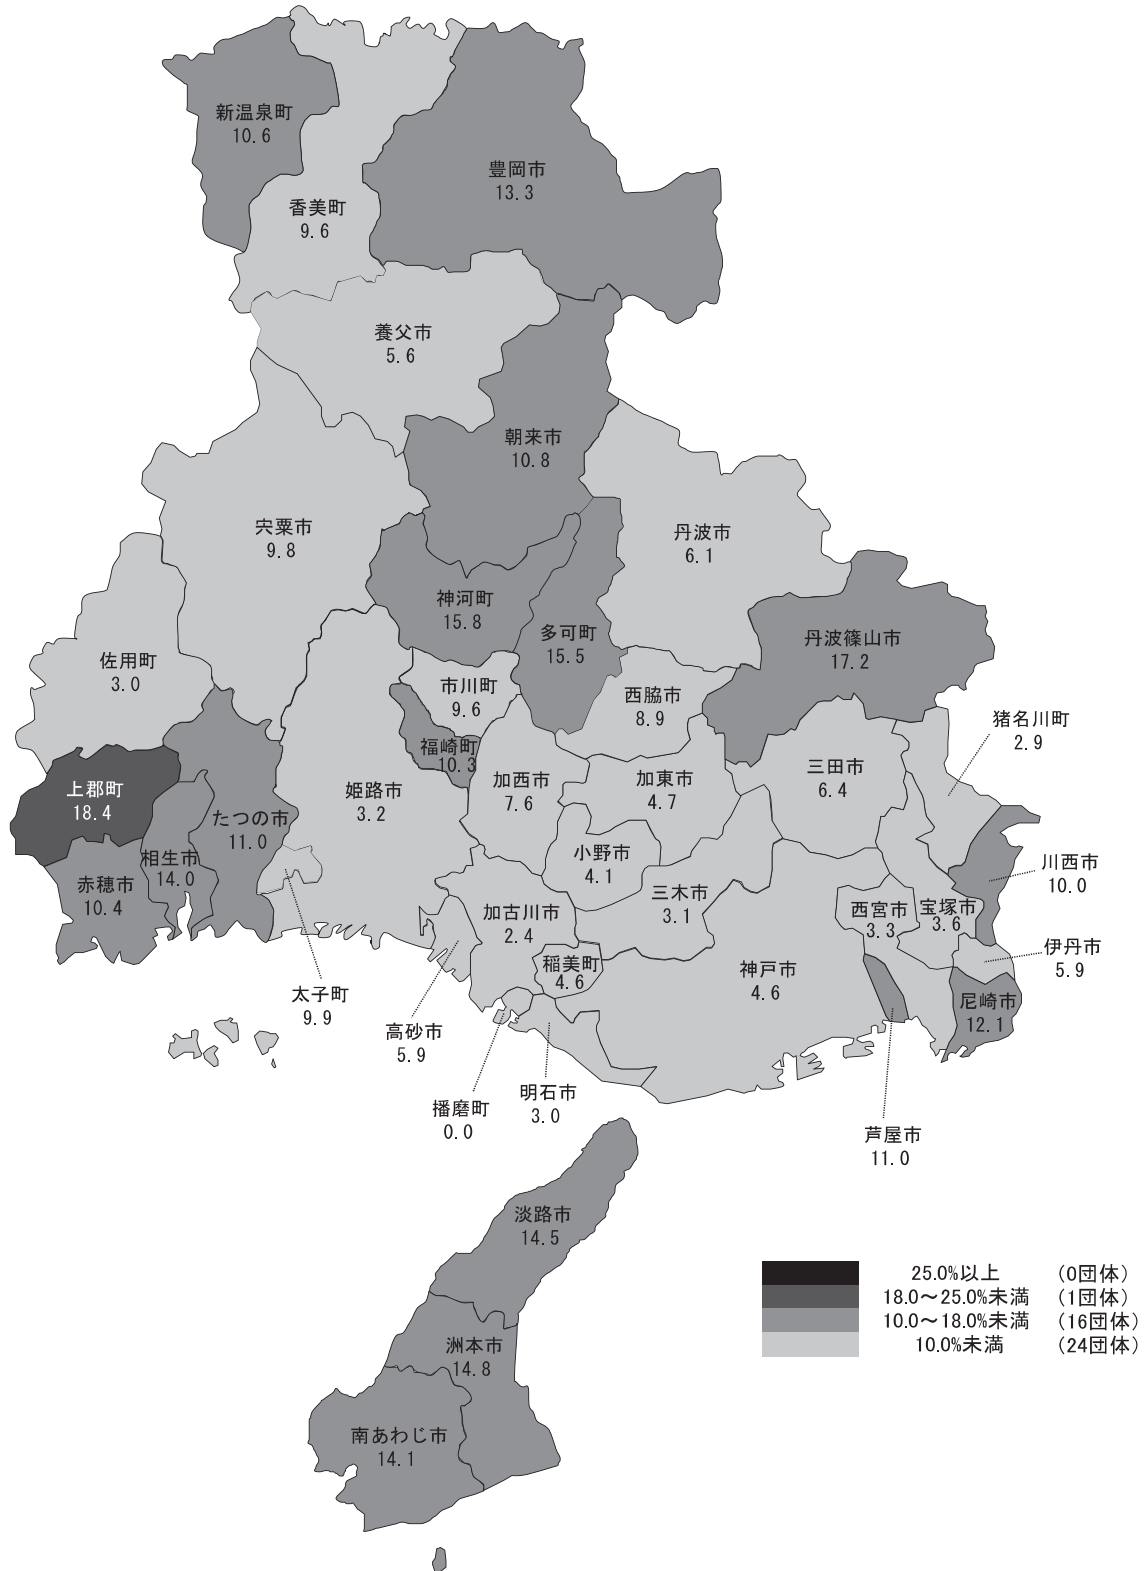 新温泉町
10.6
豊岡市
13.3
香美町
9.6
養父市
5.6
朝来市
10.8
宍粟市
9.8
丹波市
6.1
神河町
15.8
多可町
15.5
丹波篠山市
17.2
佐用町
3.0
市川町
9.6
西脇市
8.9
猪名川町
2.9
福崎町
10.3
上郡町
18.4
姫路市
3.2
加西市
7.6
加東市
4.7
三田市
6.4
たつの市
11.0
相生市
14.0
赤穂市
10.4
小野市
4.1
川西市
10.0
三木市
3.1
加古川市
2.4
西宮市
3.3
宝塚市
3.6
伊丹市
5.9
稲美町
4.6
神戸市
4.6
太子町
9.9
尼崎市
12.1
高砂市
5.9
播磨町
0.0
明石市
3.0
芦屋市
11.0
淡路市
14.5
洲本市
14.8
南あわじ市
14.1
25.0%以上 (0団体)
18.0～25.0%未満 (1団体)
10.0～18.0%未満 (16団体)
10.0%未満 (24団体)